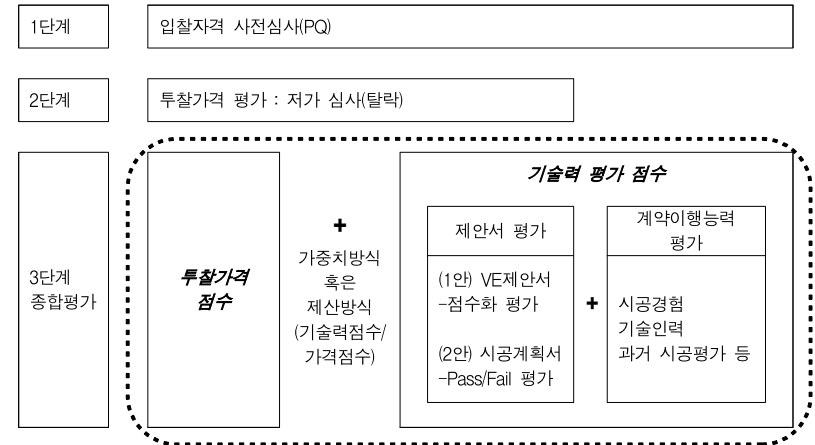 1단계
입찰자격 사전심사(PQ)
2단계
투찰가격 평가 : 저가 심사(탈락)
3단계
종합평가
투찰가격
점수
+
가중치방식
혹은
제산방식
(기술력점수/
가격점수)
기술력 평가 점수
제안서 평가
(1안) VE제안서
-점수화 평가
(2안) 시공계획서
-Pass/Fail 평가
+
계약이행능력
평가
시공경험
기술인력
과거 시공평가 등